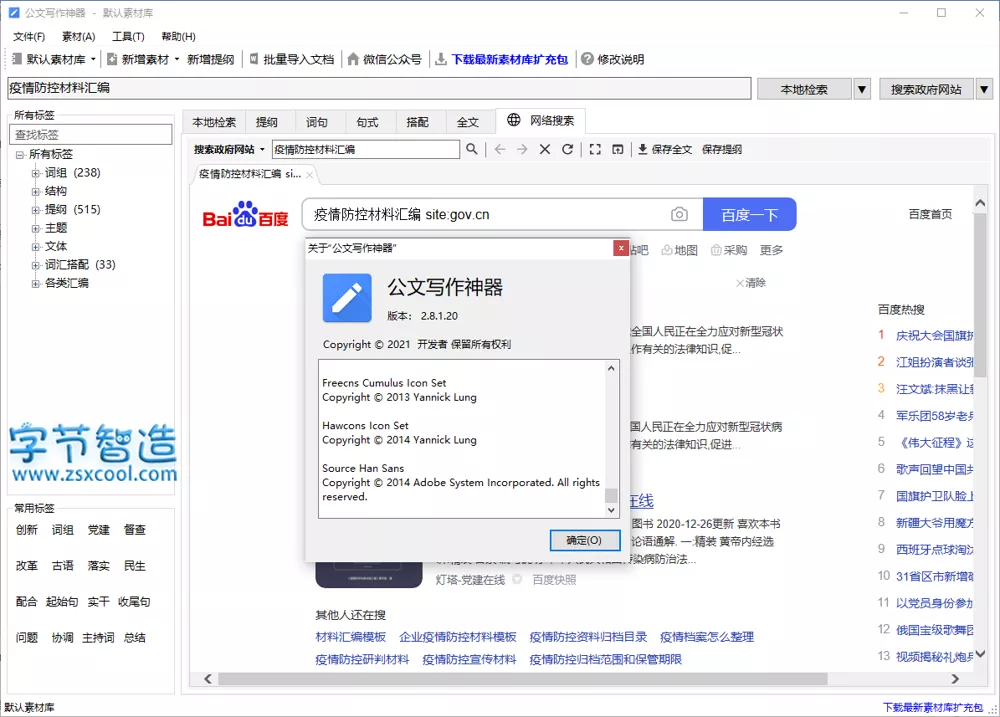 公文写作神器 - 默认素材库
文件(F) 素材(A) 工具(T) 帮助(H)
默认素材库 新增素材 新增提纲 批量导入文档 微信公众号 下载最新素材库扩充包 修改说明
疫情防控材料汇编 本地检索 搜索政府网站
所有标签
查找标签
所有标签
词组 (238)
结构
提纲 (515)
主题
文体
词汇搭配 (33)
各类汇编
字节智造
www.zsxcool.com
常用标签
创新 词组 党建 督查
改革 古语 落实 民生
配合 起始句 实干 收尾句
问题 协调 主持词 总结
本地检索 提纲 词句 句式 搭配 全文 网络搜索
搜索政府网站 疫情防控材料汇编 保存全文 保存提纲
疫情防控材料汇编 si...
Bai du 百度 疫情防控材料汇编 site:gov.cn 百度一下 百度首页
贴吧 地图 采购 更多
清除
关于“公文写作神器”
公文写作神器
版本: 2.8.1.20
Copyright © 2021 开发者 保留所有权利
Freecns Cumulus Icon Set
Copyright © 2013 Yannick Lung
Hawcons Icon Set
Copyright © 2014 Yannick Lung
Source Han Sans
Copyright © 2014 Adobe System Incorporated. All rights
reserved.
确定(O)
全国人民正在全力应对新型冠状
作有关的法律知识,促...
国人民正在全力应对新型冠状病
有关的法律知识,促进...
在线
图书 2020-12-26更新 喜欢本书
论语通解. 一:精装 黄帝内经选
染病防治法...
灯塔-党建在线 百度快照
其他人还在搜
材料汇编模板 企业疫情防控材料模板 疫情防控资料归档目录 疫情档案怎么整理
疫情防控研判材料 疫情防控宣传材料 疫情防控归档范围和保管期限
百度热搜
1 庆祝大会国旗护
2 江姐扮演者谈张
3 汪文斌:抹黑让
4 军乐团58岁老兵
5 《伟大征程》这
6 歌声回望中国共
7 国旗护卫队脸上
8 新疆大爷用魔方
9 西班牙点球淘汰
10 31省区市新增确
11 以党员身份参加
12 俄国宝级歌舞团
13 视频揭秘礼炮兵
默认素材库 下载最新素材库扩充包